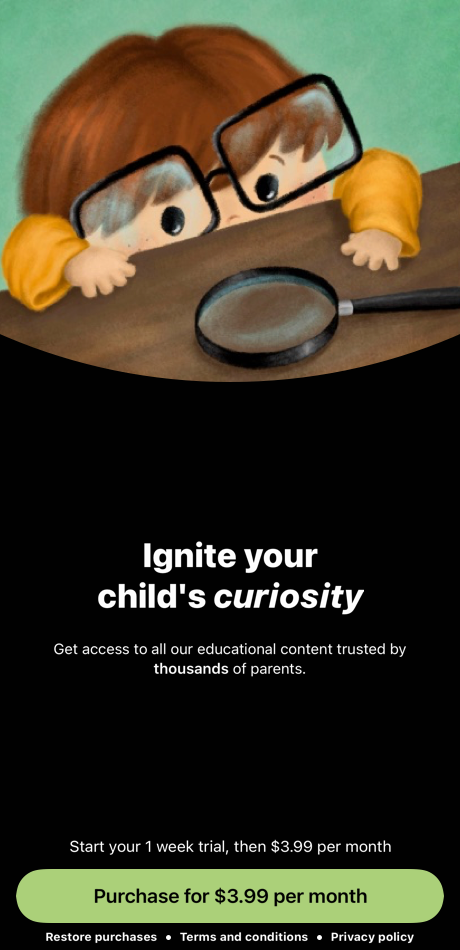 Ignite your
child's curiosity
Get access to all our educational content trusted by
thousands of parents.
Start your 1 week trial, then $3.99 per month
Purchase for $3.99 per month
Restore purchases • Terms and conditions • Privacy policy